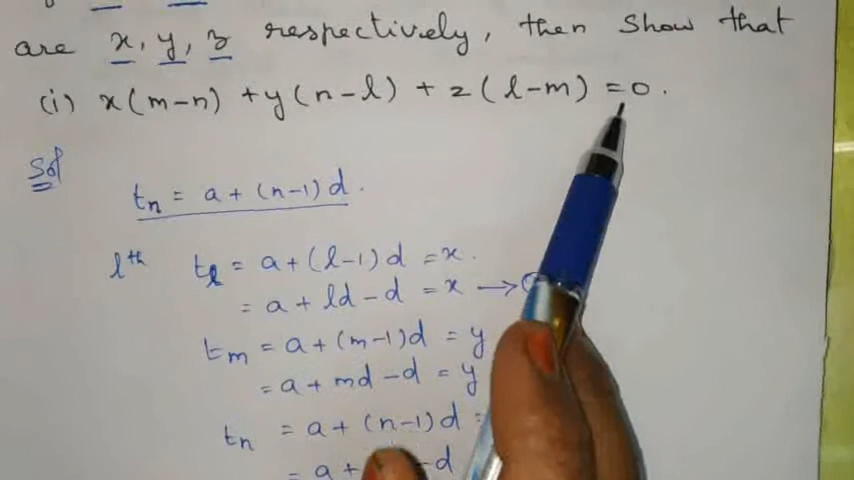 are x, y, z respectively, then show that
(i) x(m-n) + y(n-l) + z(l-m) = 0.
Sol
tn = a + (n-1)d.
lth tl = a + (l-1)d = x.
= a + ld - d = x →
tm = a + (m-1)d = y
= a + md - d = y
tn = a + (n-1)d =
= a + - d